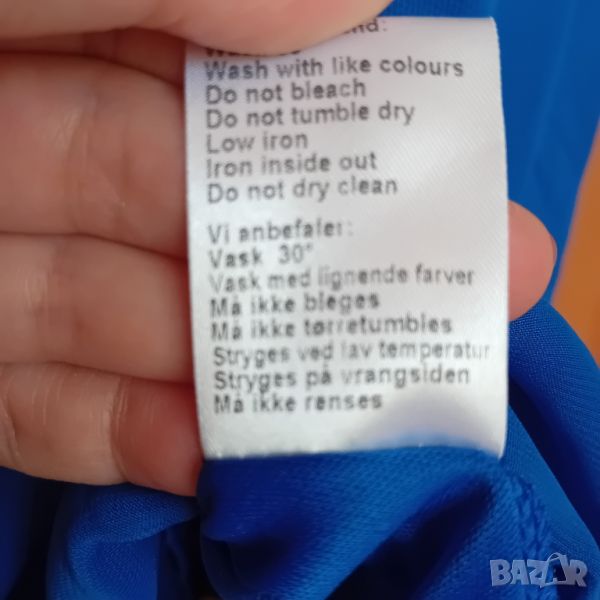 Wash with like colours
Do not bleach
Do not tumble dry
Low iron
Iron inside out
Do not dry clean
Vi anbefaler:
Vask 30°
Vask med lignende farver
Må ikke bleges
Må ikke tørretumbles
Stryges ved lav temperatur
Stryges på vrangsiden
Må ikke renses
BAZAR